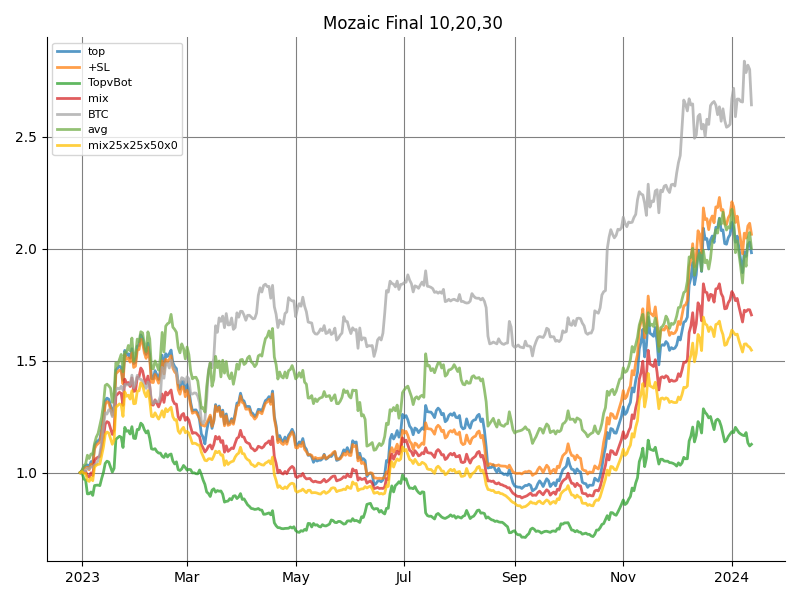 Mozaic Final 10,20,30
top
+SL
TopvBot
mix
BTC
avg
mix25x25x50x0
2.5
2.0
1.5
1.0
2023 Mar May Jul Sep Nov 2024